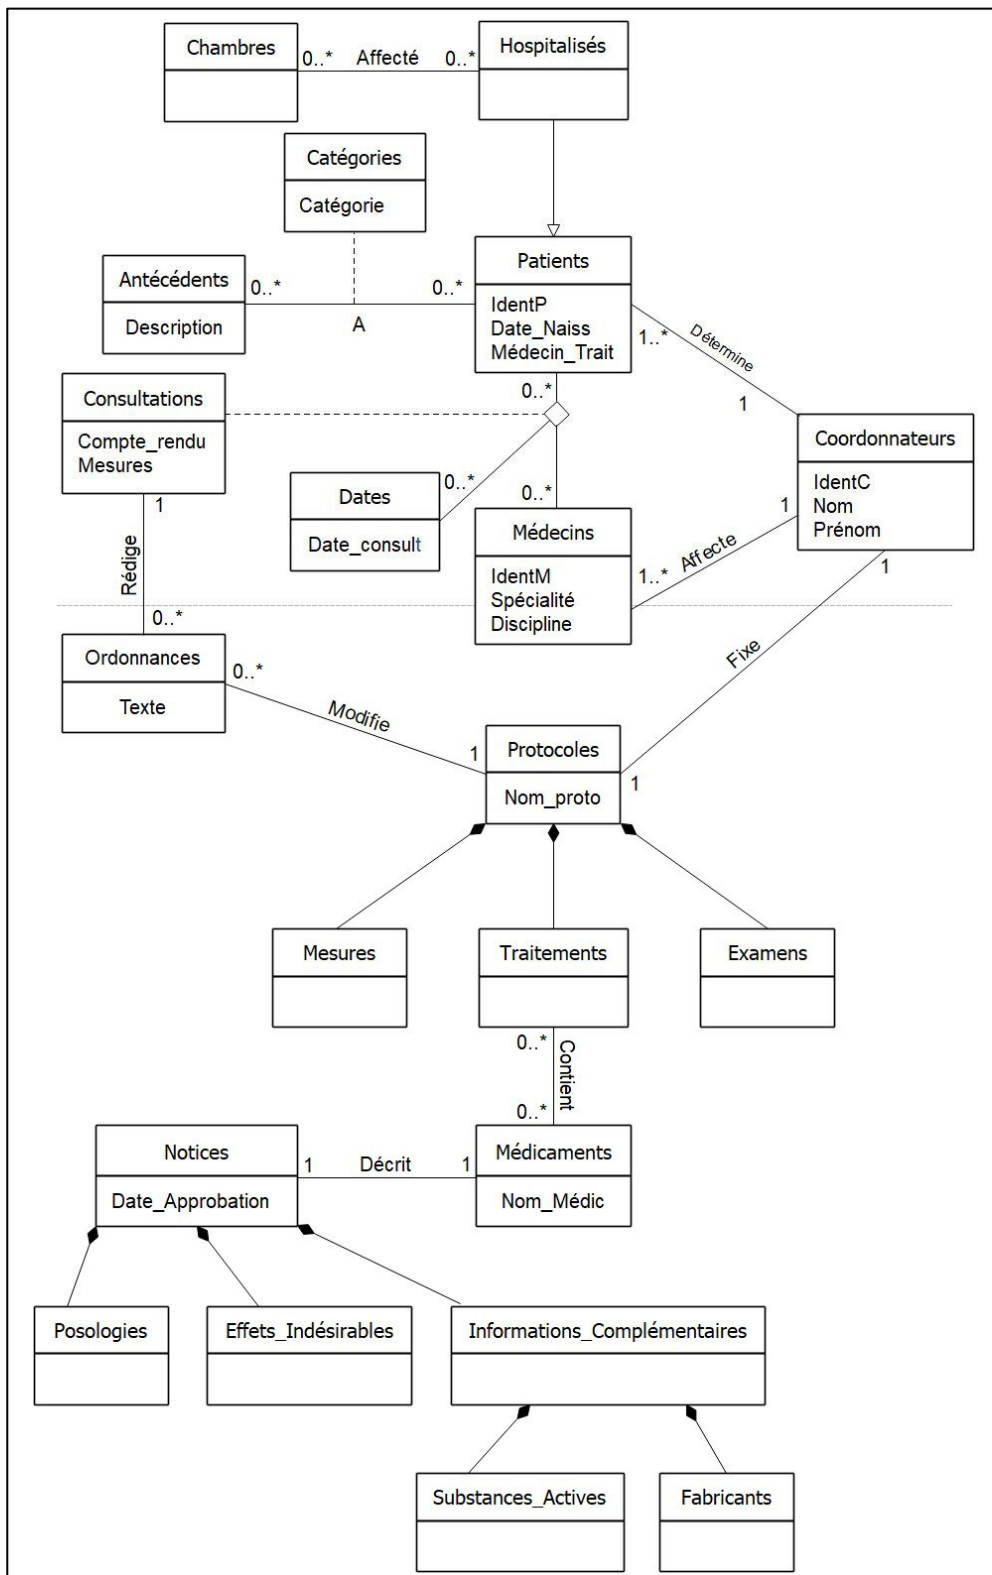 Chambres
0..* Affecté 0..*
Hospitalisés
Catégories
Catégorie
Antécédents
Description
0..*
A
0..*
Patients
IdentP
Date_Naiss
Médecin_Trait
1..*
Détermine
1
Consultations
Compte_rendu
Mesures
0..*
Coordonnateurs
IdentC
Nom
Prénom
Dates
Date_consult
0..*
0..*
Médecins
IdentM
Spécialité
Discipline
1..*
Affecte
1
1
Rédige
0..*
Ordonnances
Texte
0..*
Modifie
1
1
Fixe
1
Protocoles
Nom_proto
Mesures
Traitements
Examens
0..*
Contient
0..*
Notices
Date_Approbation
1 Décrit 1
Médicaments
Nom_Médic
Posologies
Effets_Indésirables
Informations_Complémentaires
Substances_Actives
Fabricants